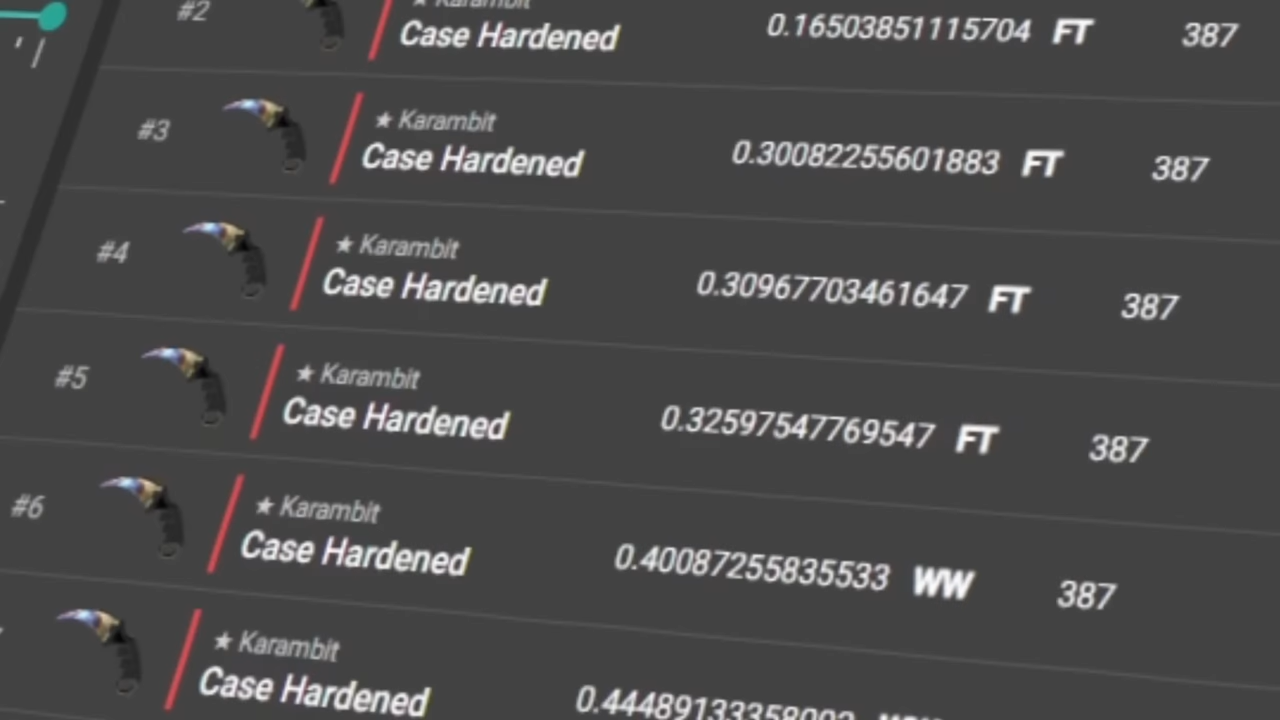 #2
★ Karambit
Case Hardened
0.16503851115704 FT
387
#3
★ Karambit
Case Hardened
0.30082255601883 FT
387
#4
★ Karambit
Case Hardened
0.30967703461647 FT
387
#5
★ Karambit
Case Hardened
0.32597547769547 FT
387
#6
★ Karambit
Case Hardened
0.40087255835533 WW
387
★ Karambit
Case Hardened